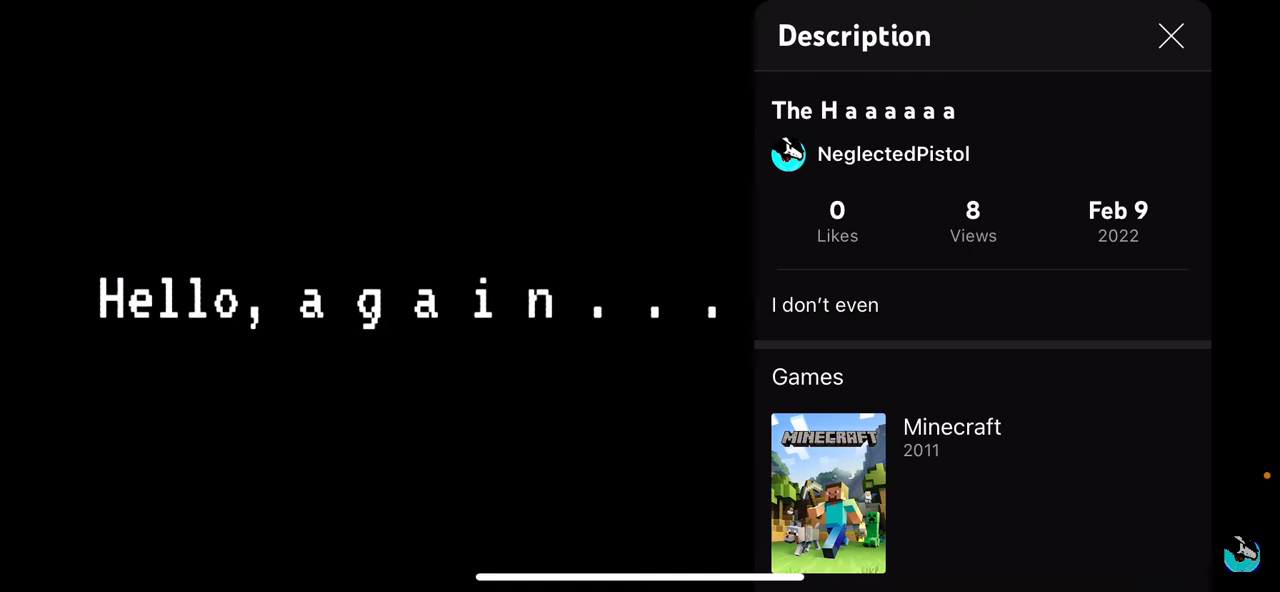 Hello, a g a i n . . .
Description
The H a a a a a a
NeglectedPistol
0
Likes
8
Views
Feb 9
2022
I don't even
Games
MINECRAFT
Minecraft
2011